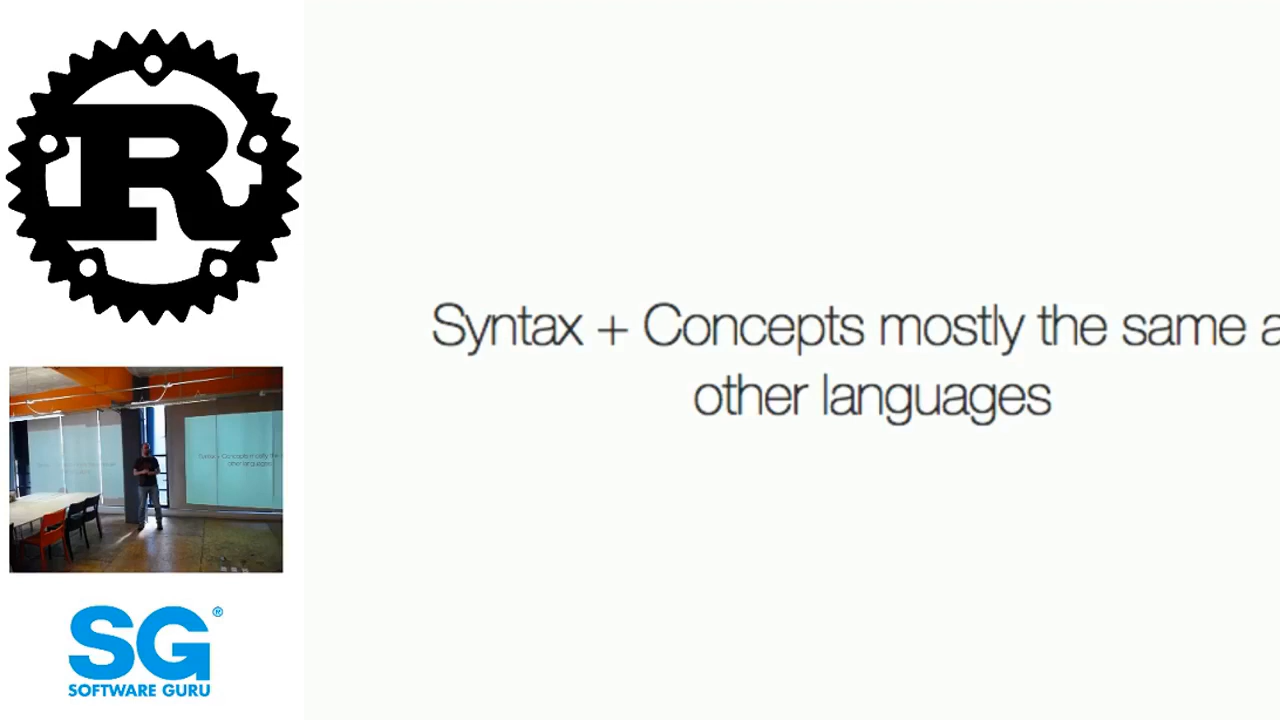 R
Syntax + Concepts mostly the same a
other languages
SG®
SOFTWARE GURU